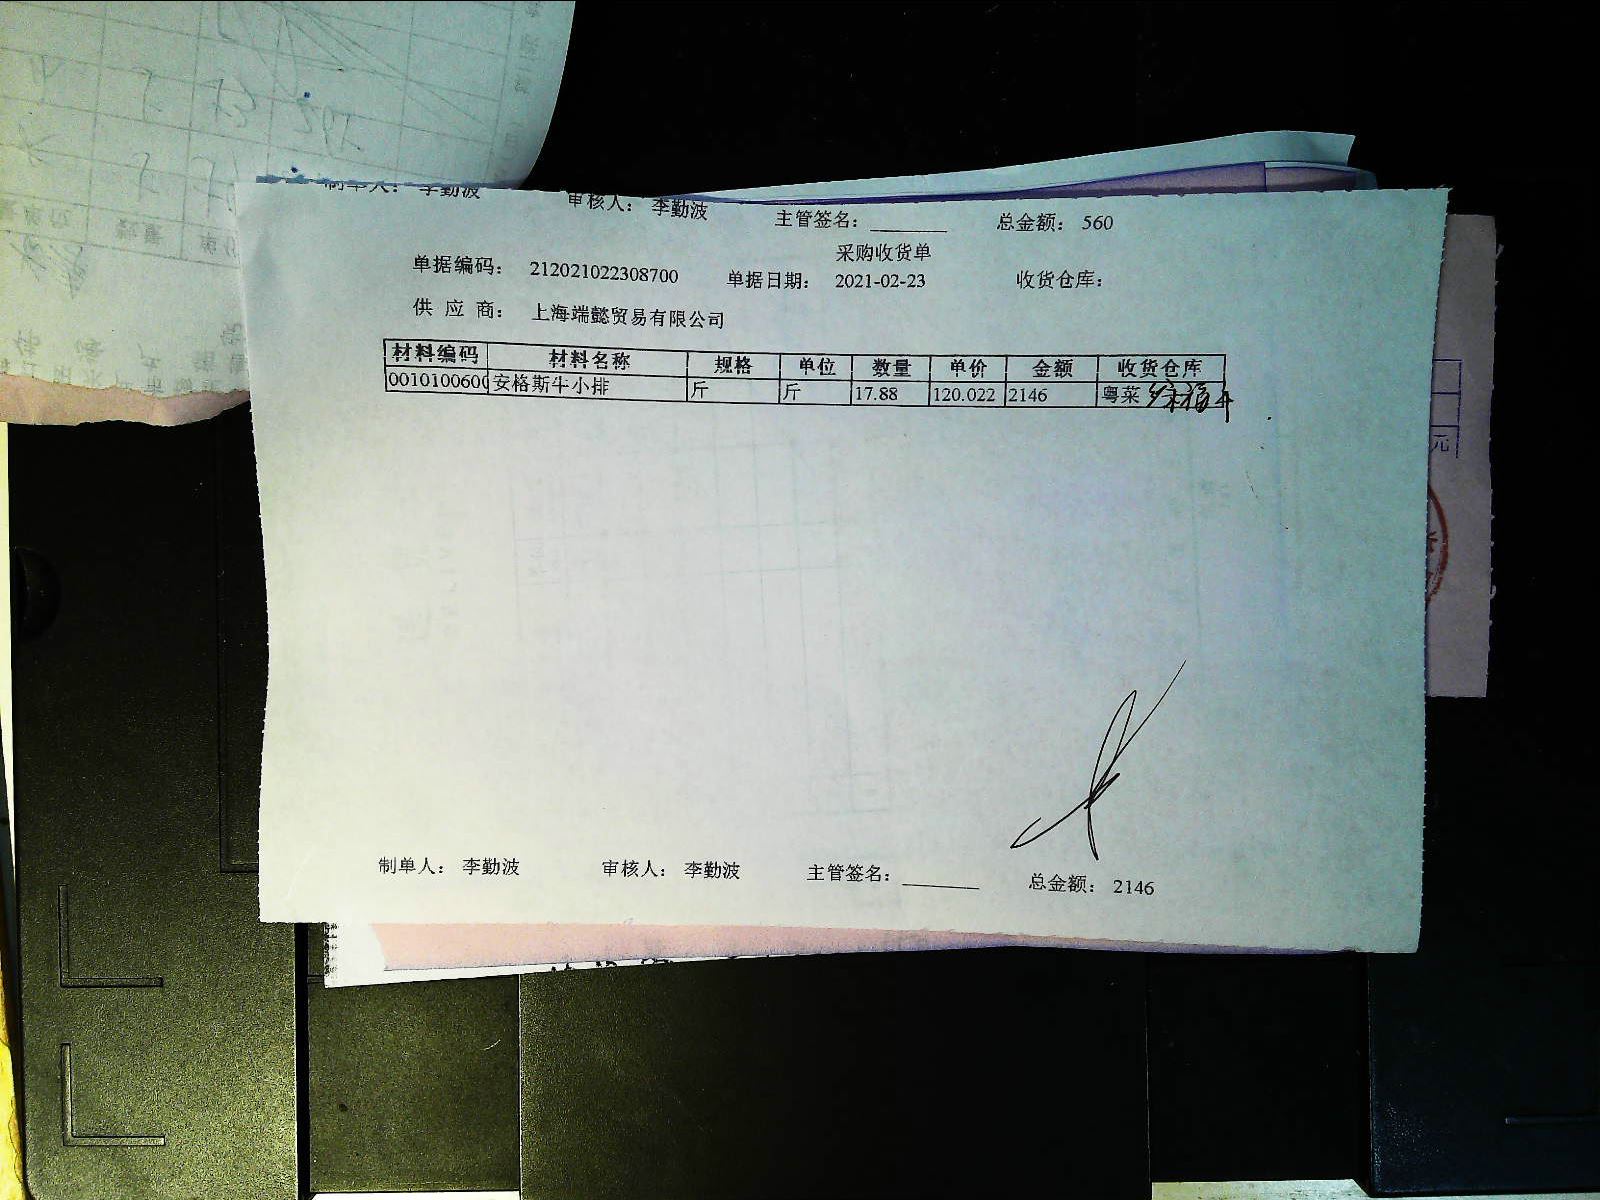 制单人： 李勤波 审核人： 李勤波 主管签名：________ 总金额： 560
采购收货单
单据编码： 212021022308700 单据日期： 2021-02-23 收货仓库：
供 应 商： 上海端懿贸易有限公司
材料编码 材料名称 规格 单位 数量 单价 金额 收货仓库
0010100600 安格斯牛小排 斤 斤 17.88 120.022 2146 粤菜
元
制单人： 李勤波 审核人： 李勤波 主管签名：________ 总金额： 2146